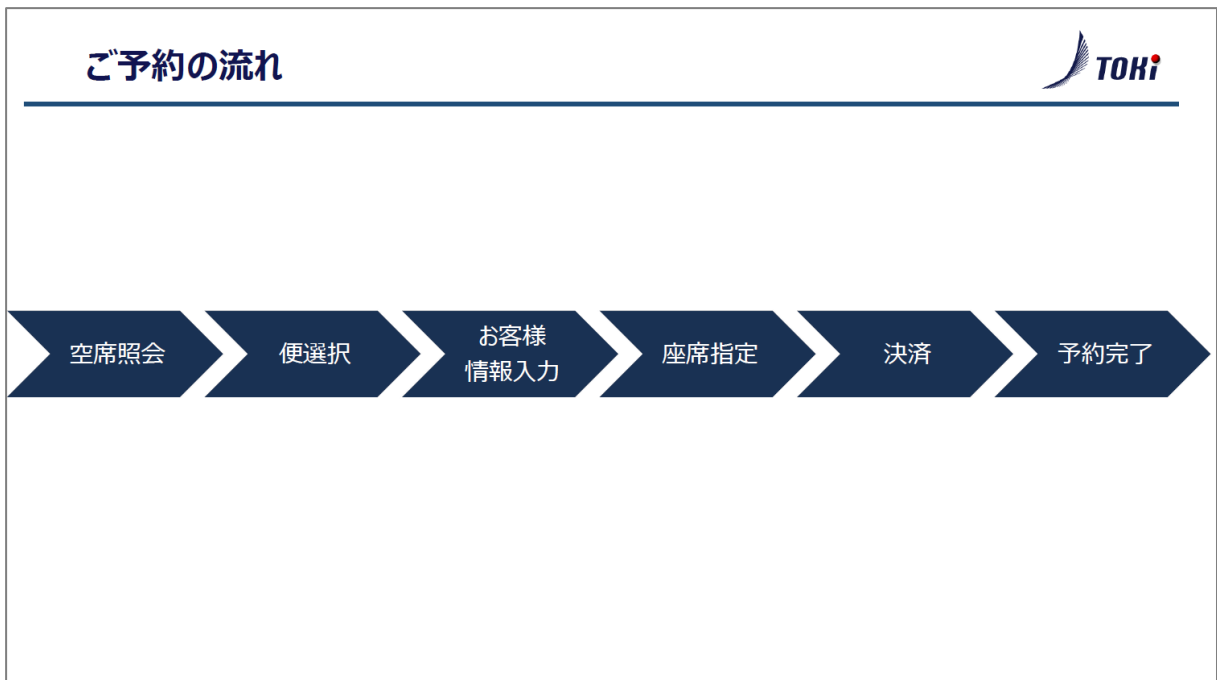 ご予約の流れ
TOKi
空席照会
便選択
お客様
情報入力
座席指定
決済
予約完了